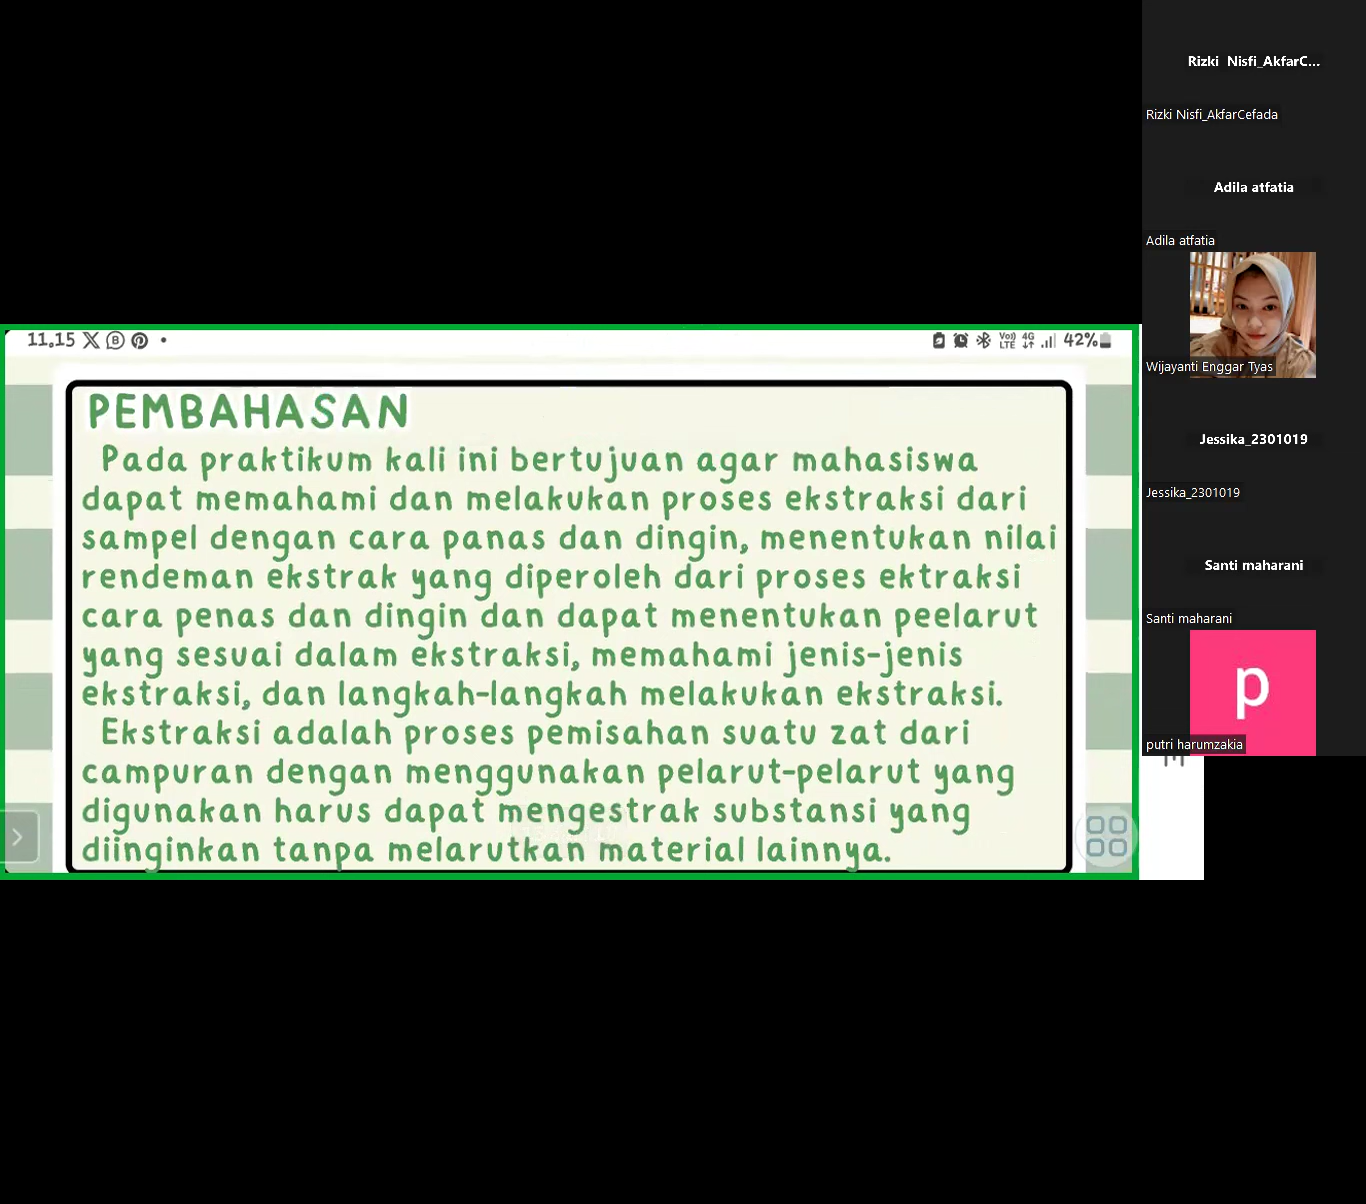 11.15
Vo))
LTE
4G
42%
PEMBAHASAN
Pada praktikum kali ini bertujuan agar mahasiswa
dapat memahami dan melakukan proses ekstraksi dari
sampel dengan cara panas dan dingin, menentukan nilai
rendeman ekstrak yang diperoleh dari proses ektraksi
cara penas dan dingin dan dapat menentukan peelarut
yang sesuai dalam ekstraksi, memahami jenis-jenis
ekstraksi, dan langkah-langkah melakukan ekstraksi.
Ekstraksi adalah proses pemisahan suatu zat dari
campuran dengan menggunakan pelarut-pelarut yang
digunakan harus dapat mengestrak substansi yang
diinginkan tanpa melarutkan material lainnya.
Rizki Nisfi_AkfarC...
Rizki Nisfi_AkfarCefada
Adila atfatia
Adila atfatia
Wijayanti Enggar Tyas
Jessika_2301019
Jessika_2301019
Santi maharani
Santi maharani
p
putri harumzakia